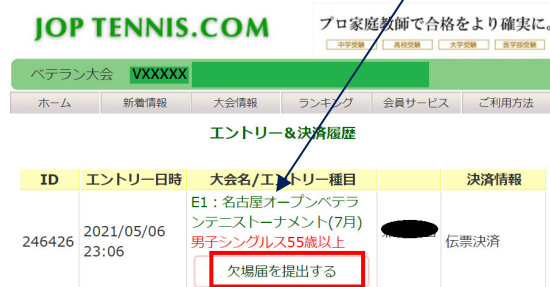 JOP TENNIS.COM
プロ家庭教師で合格をより確実に。
中学受験 高校受験 大学受験 医学部受験
ベテラン大会 VXXXXX
ホーム 新着情報 大会情報 ランキング 会員サービス ご利用方法
エントリー&決済履歴
ID エントリー日時 大会名/エントリー種目 決済情報
E1：名古屋オープンベテラ
ンテニストーナメント(7月)
男子シングルス55歳以上
246426 2021/05/06
23:06
伝票決済
欠場届を提出する